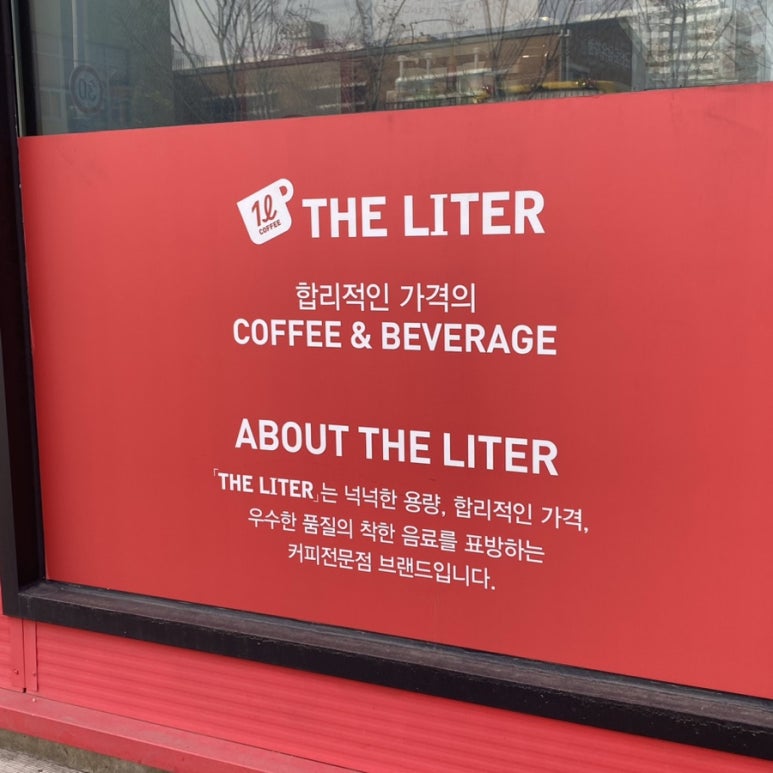 1ℓ
COFFEE
THE LITER
합리적인 가격의
COFFEE & BEVERAGE
ABOUT THE LITER
「THE LITER」는 넉넉한 용량, 합리적인 가격,
우수한 품질의 착한 음료를 표방하는
커피전문점 브랜드입니다.